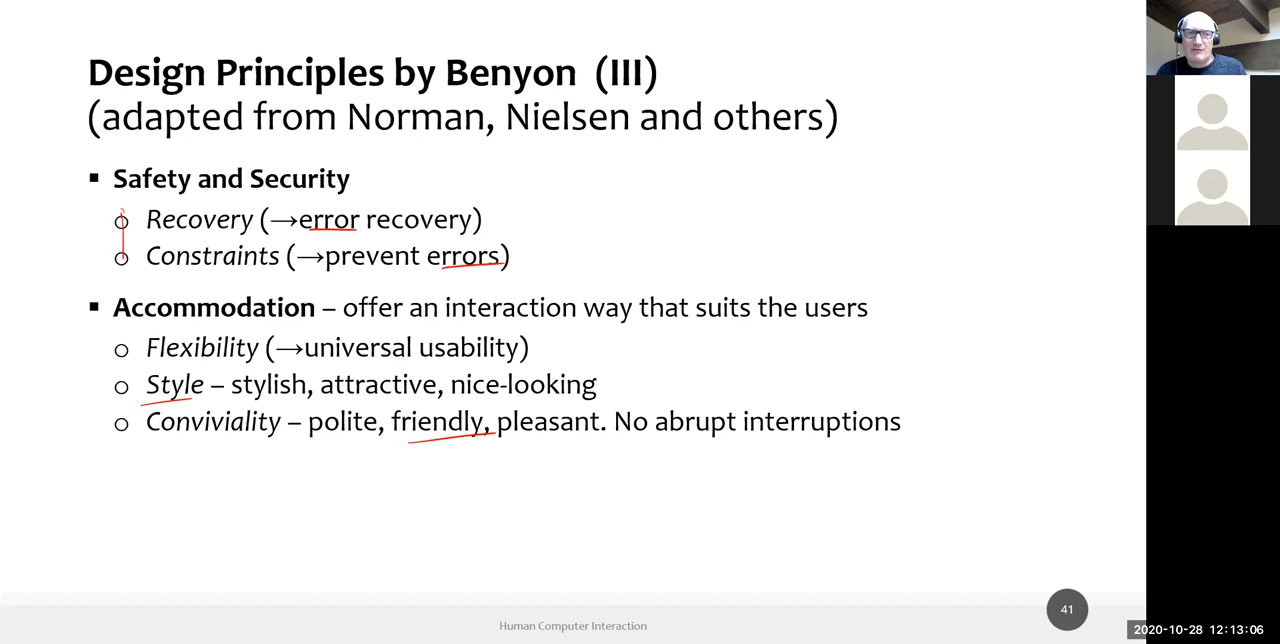 Design Principles by Benyon (III)
(adapted from Norman, Nielsen and others)
▪ Safety and Security
o Recovery (→error recovery)
o Constraints (→prevent errors)
▪ Accommodation – offer an interaction way that suits the users
o Flexibility (→universal usability)
o Style – stylish, attractive, nice-looking
o Conviviality – polite, friendly, pleasant. No abrupt interruptions
41
Human Computer Interaction
2020-10-28 12:13:06